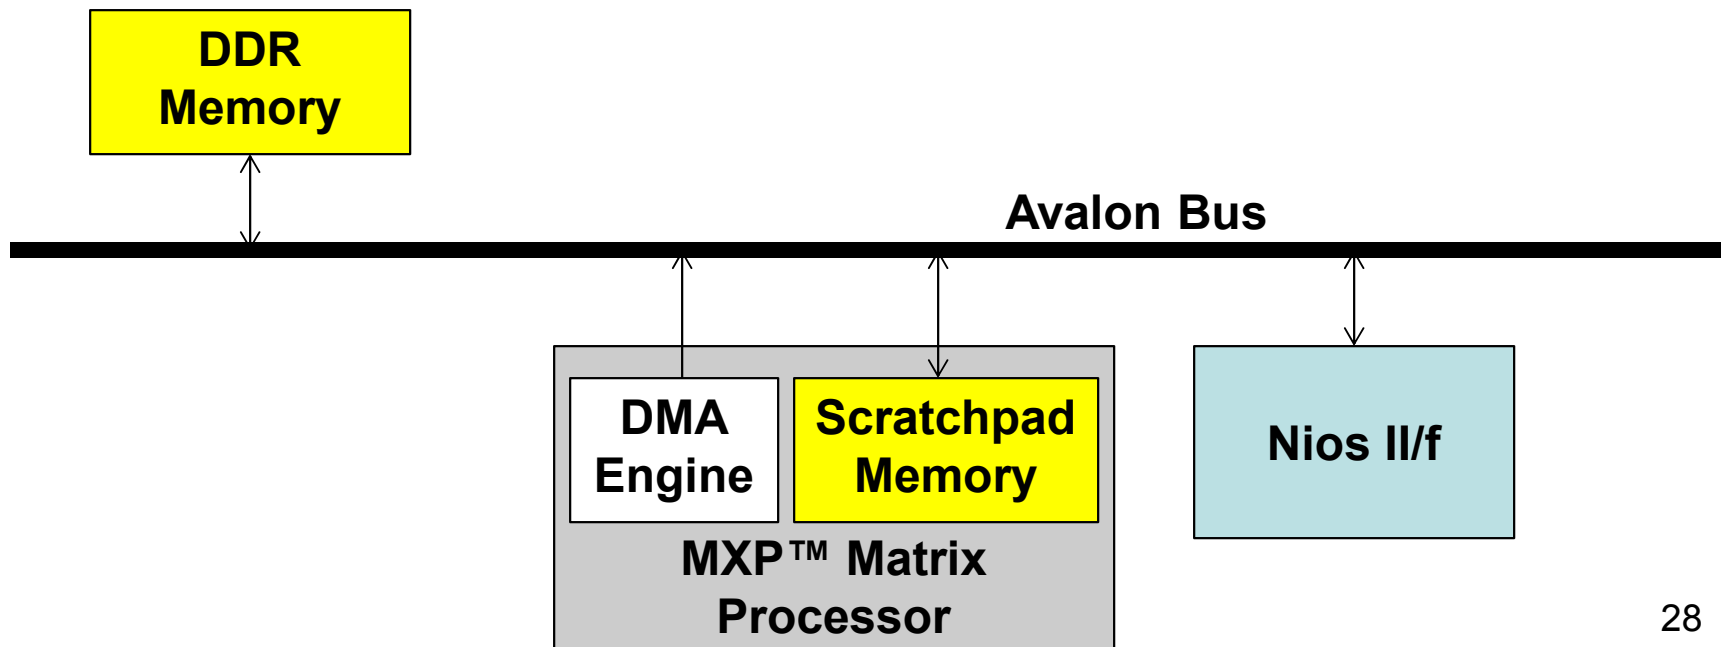 DDR
Memory
Avalon Bus
DMA
Engine
Scratchpad
Memory
MXP™ Matrix
Processor
Nios II/f
28